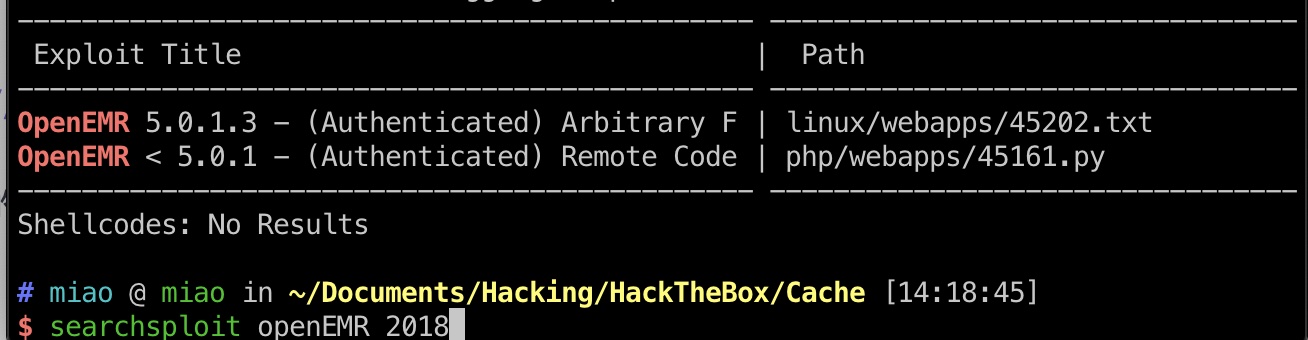 Exploit Title | Path
OpenEMR 5.0.1.3 - (Authenticated) Arbitrary F | linux/webapps/45202.txt
OpenEMR < 5.0.1 - (Authenticated) Remote Code | php/webapps/45161.py
Shellcodes: No Results
# miao @ miao in ~/Documents/Hacking/HackTheBox/Cache [14:18:45]
$ searchsploit openEMR 2018